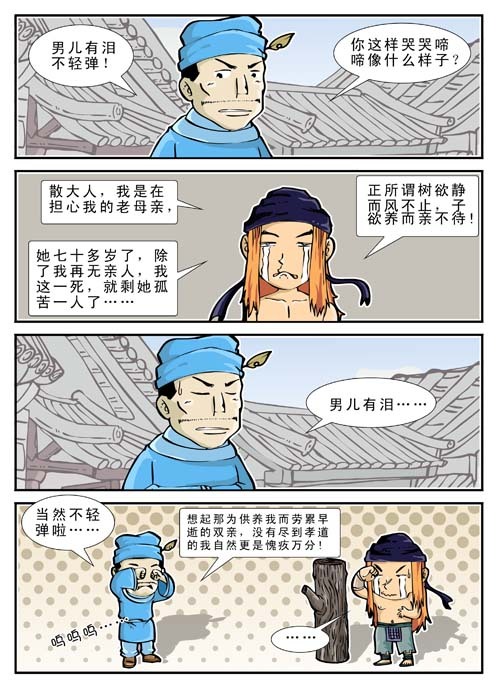 男儿有泪
不轻弹！
你这样哭哭啼
啼像什么样子？
散大人，我是在
担心我的老母亲，
她七十多岁了，除
了我再无亲人，我
这一死，就剩她孤
苦一人了……
正所谓树欲静
而风不止，子
欲养而亲不待！
男儿有泪……
当然不轻
弹啦……
想起那为供养我而劳累早
逝的双亲，没有尽到孝道
的我自然更是愧疚万分！
呜呜呜……
……